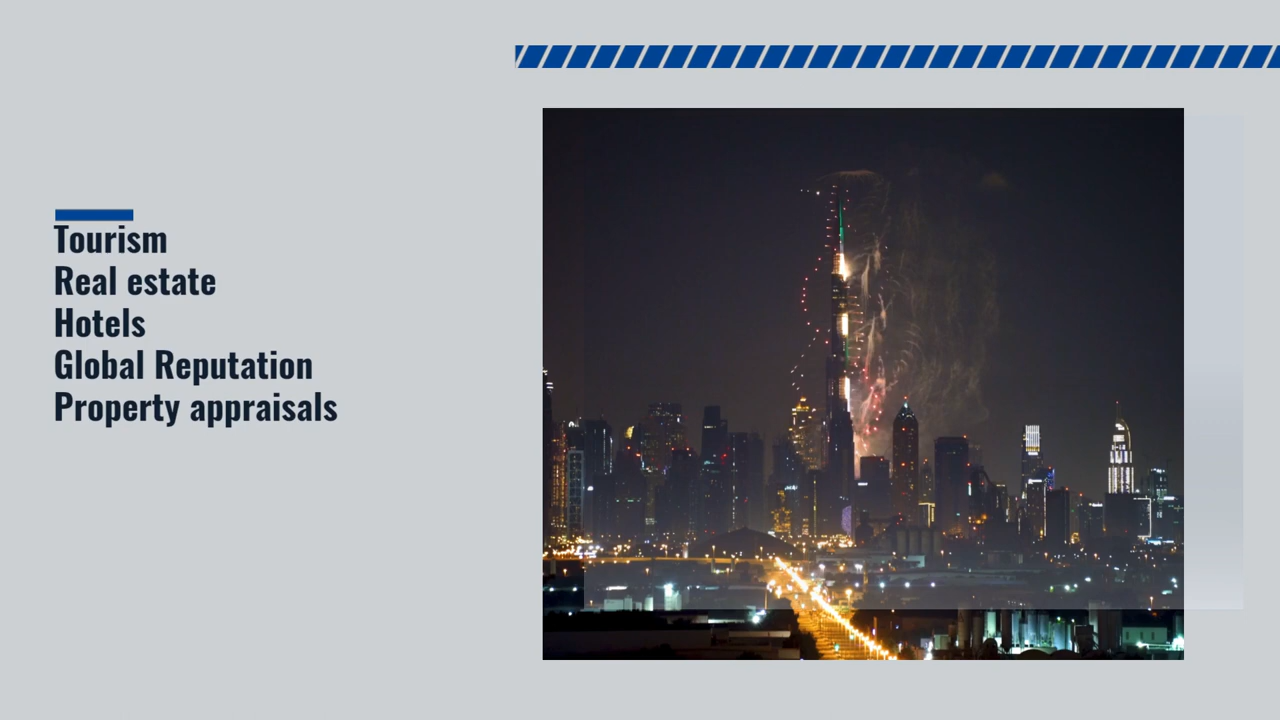 Tourism
Real estate
Hotels
Global Reputation
Property appraisals